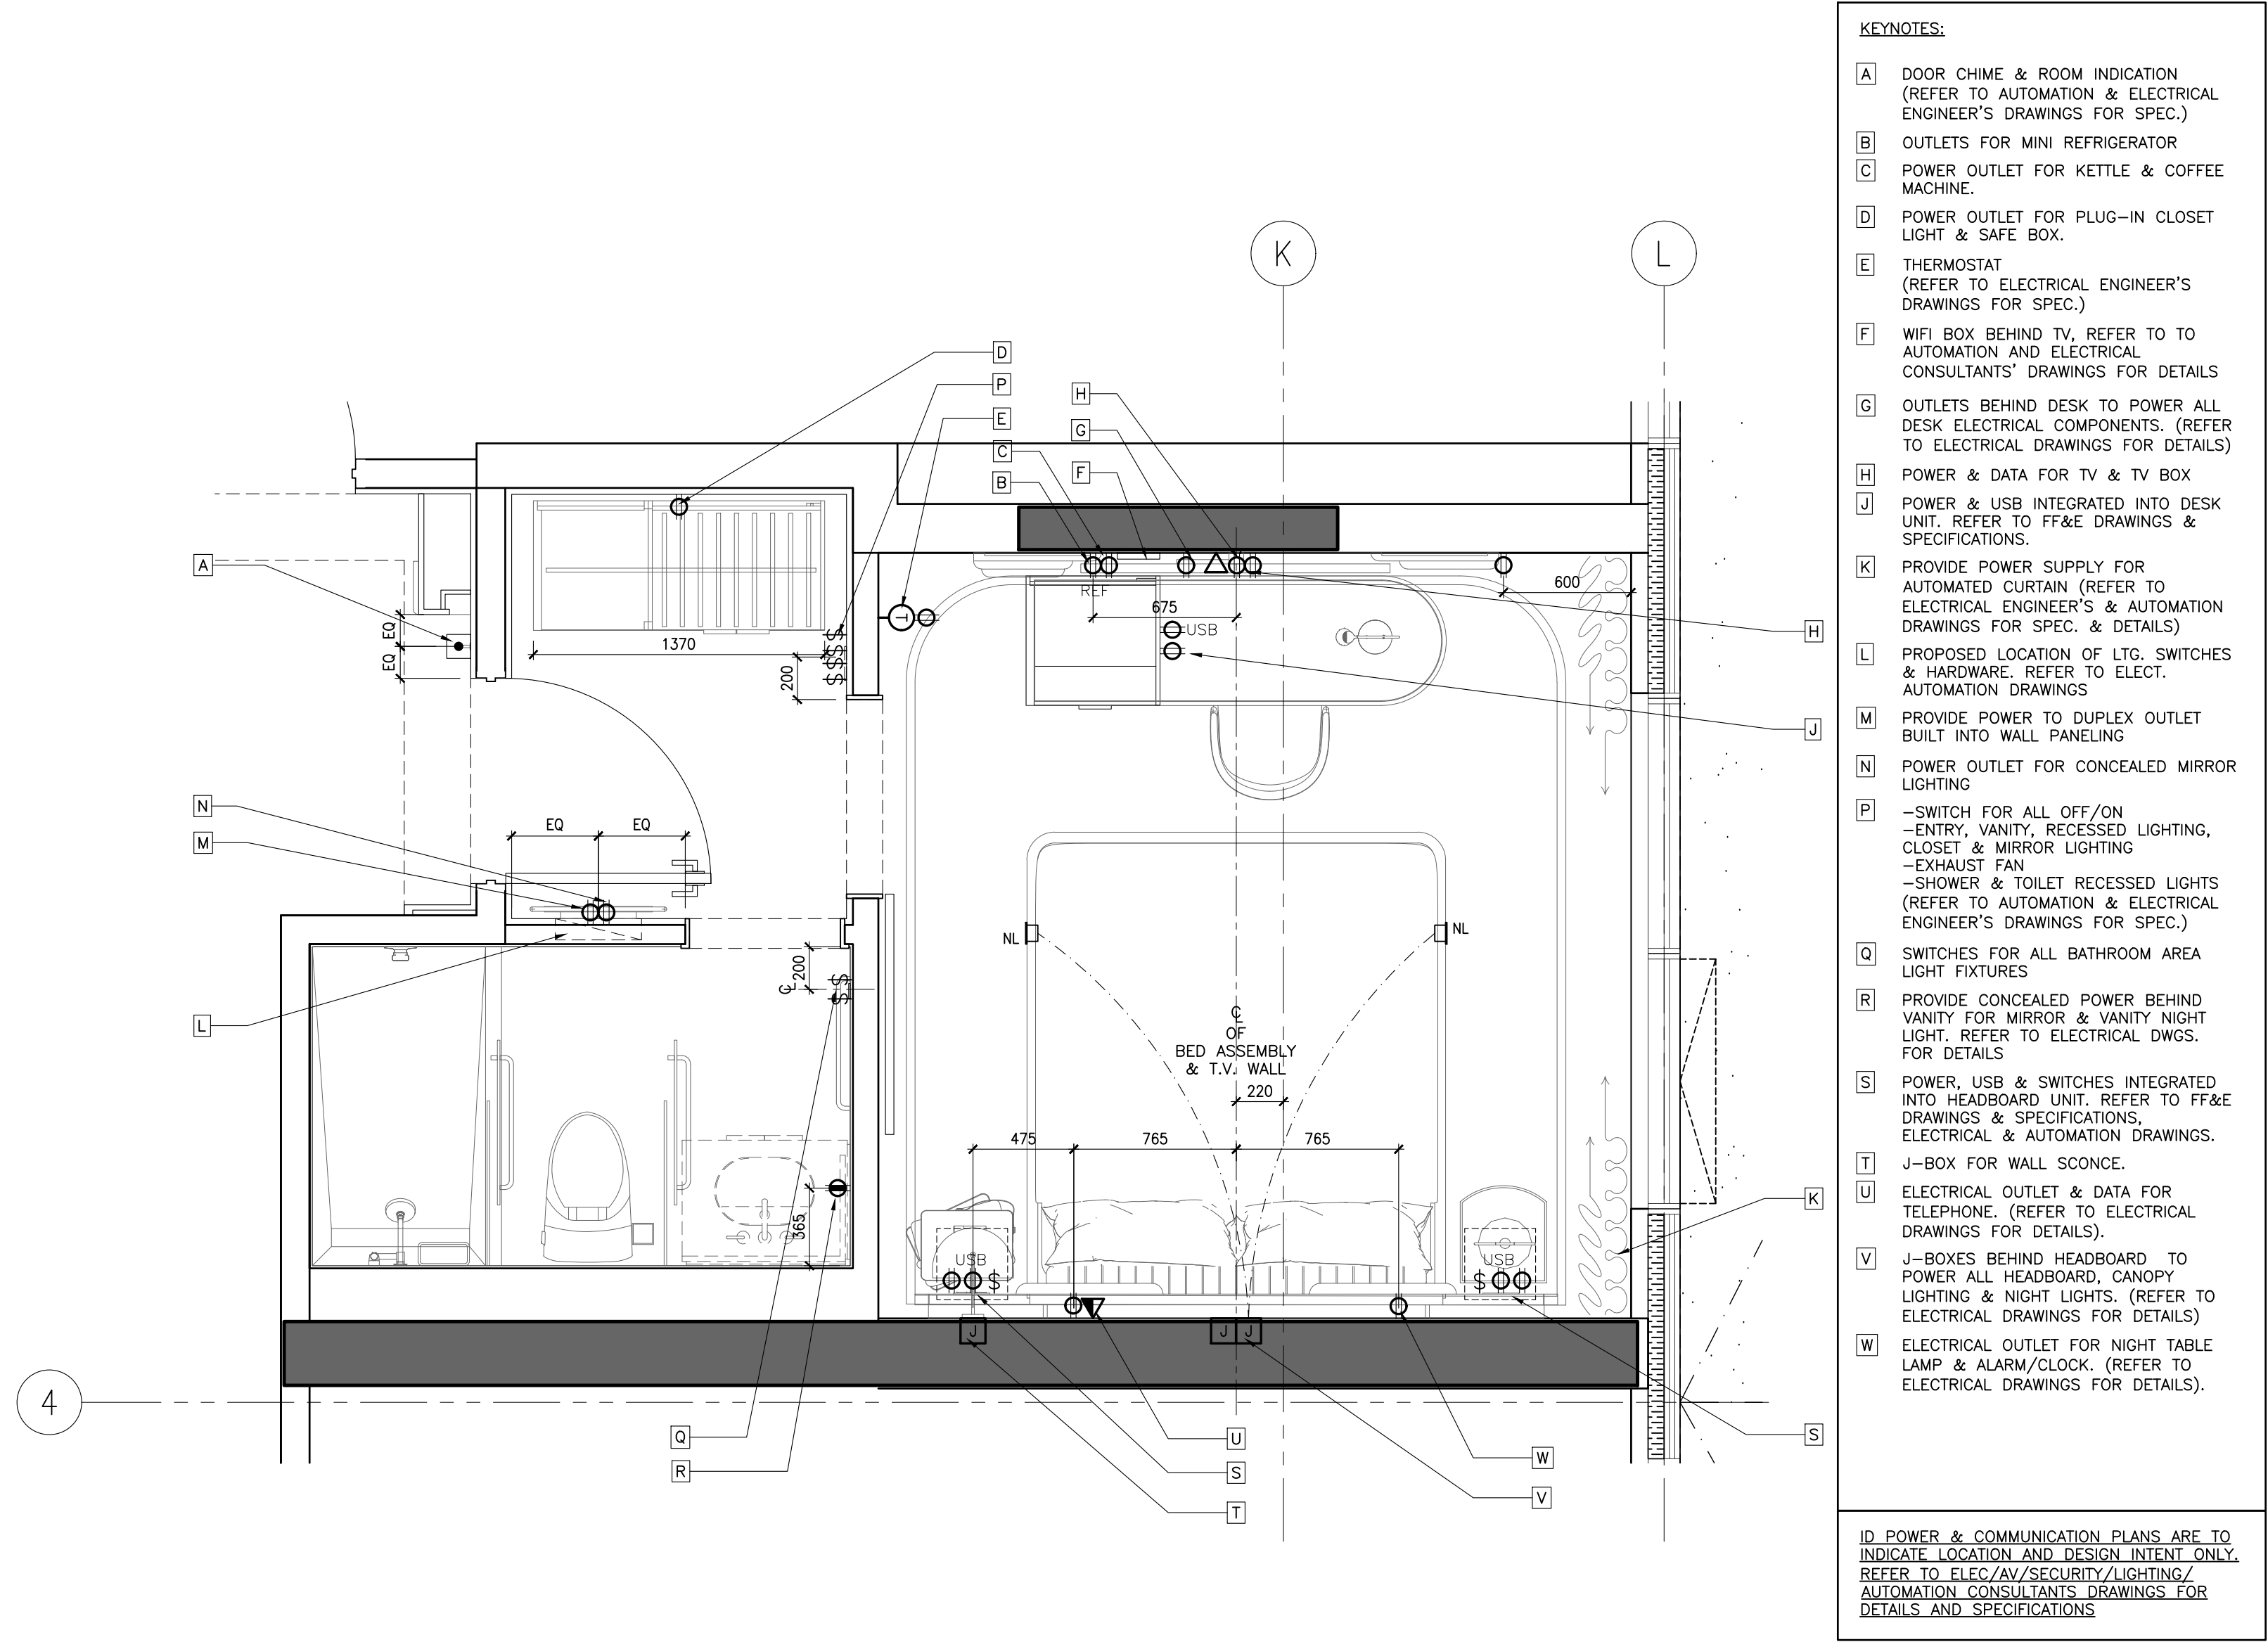 K
L
D
P
E
C
B
H
G
F
A
EQ
EQ
1370
200
REF
675
USB
600
H
J
N
M
EQ
EQ
L
200
CL
NL
NL
CL
OF
BED ASSEMBLY
& T.V. WALL
220
475
765
765
365
K
USB
USB
$
$
J
J
J
4
Q
R
U
S
T
W
V
S
KEYNOTES:
A DOOR CHIME & ROOM INDICATION
(REFER TO AUTOMATION & ELECTRICAL
ENGINEER'S DRAWINGS FOR SPEC.)
B OUTLETS FOR MINI REFRIGERATOR
C POWER OUTLET FOR KETTLE & COFFEE
MACHINE.
D POWER OUTLET FOR PLUG-IN CLOSET
LIGHT & SAFE BOX.
E THERMOSTAT
(REFER TO ELECTRICAL ENGINEER'S
DRAWINGS FOR SPEC.)
F WIFI BOX BEHIND TV, REFER TO TO
AUTOMATION AND ELECTRICAL
CONSULTANTS' DRAWINGS FOR DETAILS
G OUTLETS BEHIND DESK TO POWER ALL
DESK ELECTRICAL COMPONENTS. (REFER
TO ELECTRICAL DRAWINGS FOR DETAILS)
H POWER & DATA FOR TV & TV BOX
J POWER & USB INTEGRATED INTO DESK
UNIT. REFER TO FF&E DRAWINGS &
SPECIFICATIONS.
K PROVIDE POWER SUPPLY FOR
AUTOMATED CURTAIN (REFER TO
ELECTRICAL ENGINEER'S & AUTOMATION
DRAWINGS FOR SPEC. & DETAILS)
L PROPOSED LOCATION OF LTG. SWITCHES
& HARDWARE. REFER TO ELECT.
AUTOMATION DRAWINGS
M PROVIDE POWER TO DUPLEX OUTLET
BUILT INTO WALL PANELING
N POWER OUTLET FOR CONCEALED MIRROR
LIGHTING
P -SWITCH FOR ALL OFF/ON
-ENTRY, VANITY, RECESSED LIGHTING,
CLOSET & MIRROR LIGHTING
-EXHAUST FAN
-SHOWER & TOILET RECESSED LIGHTS
(REFER TO AUTOMATION & ELECTRICAL
ENGINEER'S DRAWINGS FOR SPEC.)
Q SWITCHES FOR ALL BATHROOM AREA
LIGHT FIXTURES
R PROVIDE CONCEALED POWER BEHIND
VANITY FOR MIRROR & VANITY NIGHT
LIGHT. REFER TO ELECTRICAL DWGS.
FOR DETAILS
S POWER, USB & SWITCHES INTEGRATED
INTO HEADBOARD UNIT. REFER TO FF&E
DRAWINGS & SPECIFICATIONS,
ELECTRICAL & AUTOMATION DRAWINGS.
T J-BOX FOR WALL SCONCE.
U ELECTRICAL OUTLET & DATA FOR
TELEPHONE. (REFER TO ELECTRICAL
DRAWINGS FOR DETAILS).
V J-BOXES BEHIND HEADBOARD TO
POWER ALL HEADBOARD, CANOPY
LIGHTING & NIGHT LIGHTS. (REFER TO
ELECTRICAL DRAWINGS FOR DETAILS)
W ELECTRICAL OUTLET FOR NIGHT TABLE
LAMP & ALARM/CLOCK. (REFER TO
ELECTRICAL DRAWINGS FOR DETAILS).
ID POWER & COMMUNICATION PLANS ARE TO
INDICATE LOCATION AND DESIGN INTENT ONLY.
REFER TO ELEC/AV/SECURITY/LIGHTING/
AUTOMATION CONSULTANTS DRAWINGS FOR
DETAILS AND SPECIFICATIONS